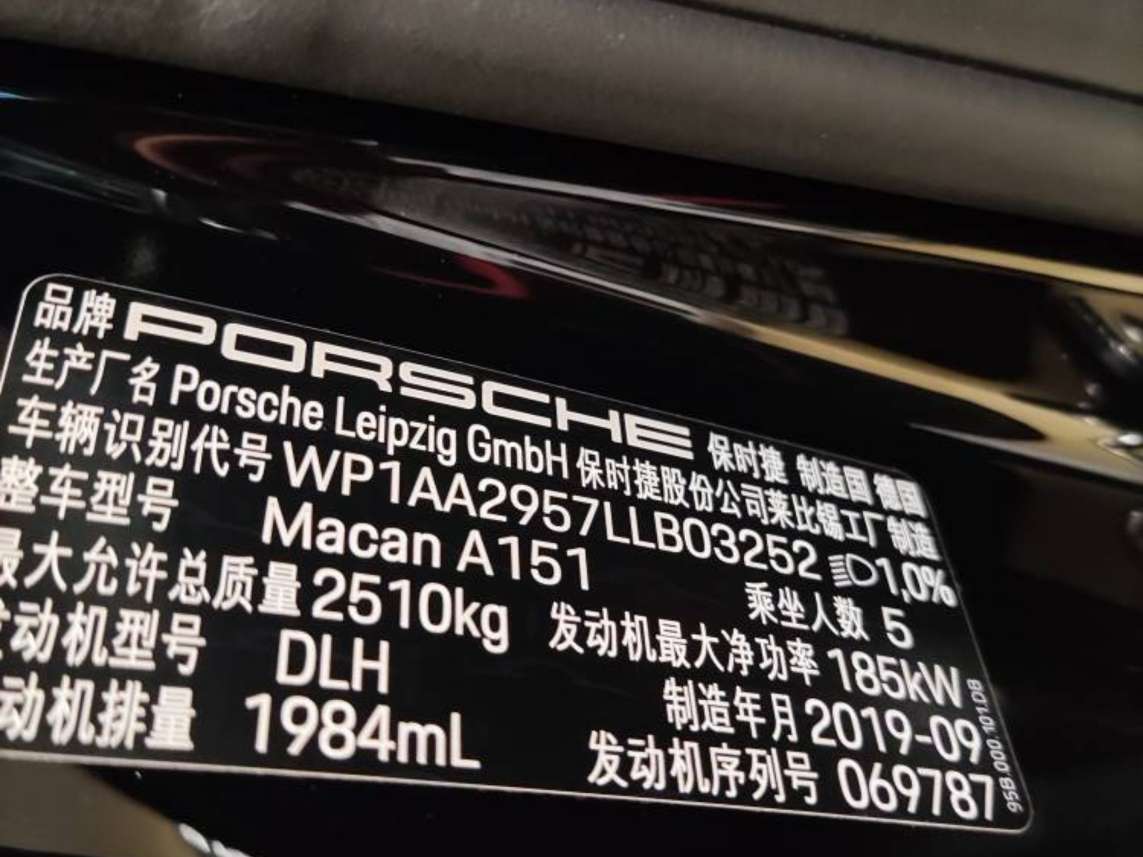 品牌 PORSCHE 保时捷 制造国 德国
生产厂名 Porsche Leipzig GmbH 保时捷股份公司莱比锡工厂制造
车辆识别代号 WP1AA2957LLB03252 1,0%
整车型号 Macan A151 乘坐人数 5
最大允许总质量 2510kg 发动机最大净功率 185kW
发动机型号 DLH 制造年月 2019-09
动机排量 1984mL 发动机序列号 069787
95B.000.101.DB